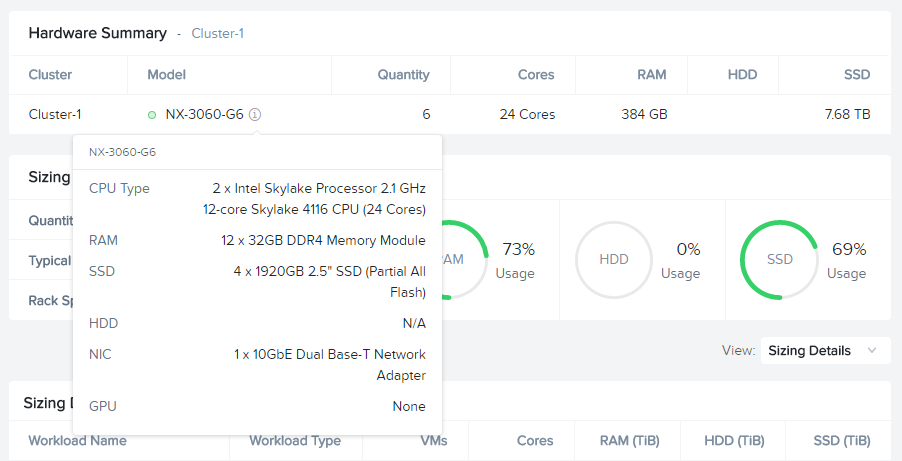 Hardware Summary - Cluster-1
Cluster Model Quantity Cores RAM HDD SSD
Cluster-1 NX-3060-G6 6 24 Cores 384 GB 7.68 TB
NX-3060-G6
CPU Type 2 x Intel Skylake Processor 2.1 GHz
12-core Skylake 4116 CPU (24 Cores)
RAM 12 x 32GB DDR4 Memory Module
SSD 4 x 1920GB 2.5" SSD (Partial All
Flash)
HDD N/A
NIC 1 x 10GbE Dual Base-T Network
Adapter
GPU None
Sizing
Quantit
Typical
Rack Sp
AM 73%
Usage
HDD 0%
Usage
SSD 69%
Usage
View: Sizing Details
Sizing
Workload Name Workload Type VMs Cores RAM (TiB) HDD (TiB) SSD (TiB)